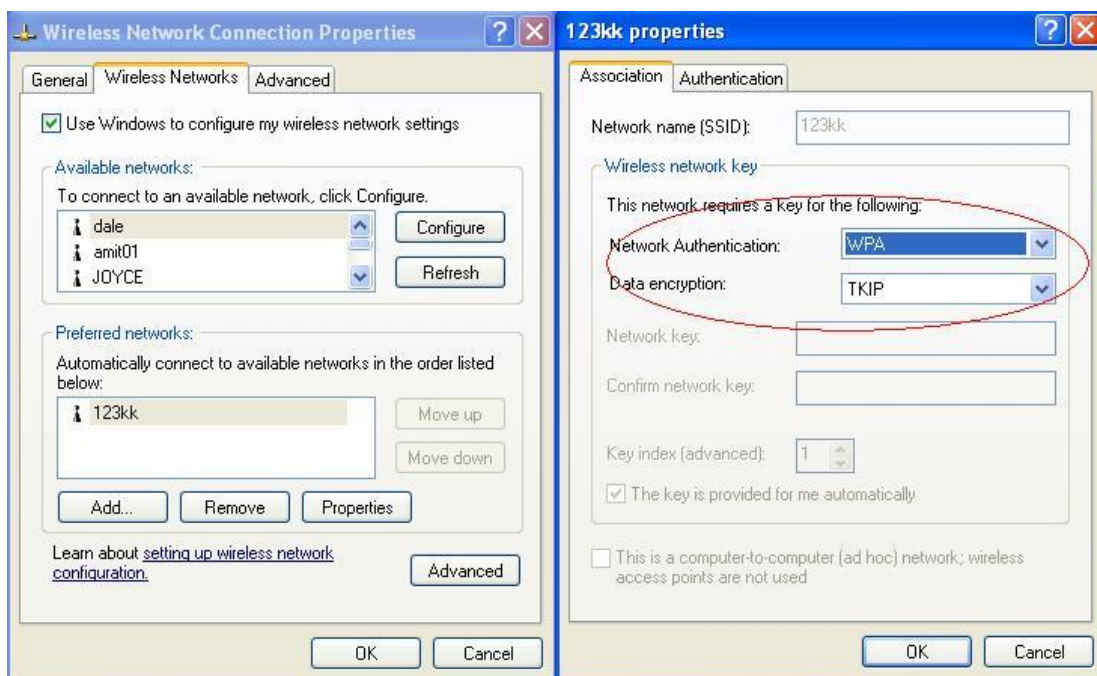 Wireless Network Connection Properties
General
Wireless Networks
Advanced
Use Windows to configure my wireless network settings
Available networks:
To connect to an available network, click Configure.
dale
amit01
JOYCE
Configure
Refresh
Preferred networks:
Automatically connect to available networks in the order listed
below:
123kk
Move up
Move down
Add...
Remove
Properties
Learn about setting up wireless network
configuration.
Advanced
OK
Cancel
123kk properties
Association
Authentication
Network name (SSID):
123kk
Wireless network key
This network requires a key for the following:
Network Authentication:
WPA
Data encryption:
TKIP
Network key:
Confirm network key:
Key index (advanced):
1
The key is provided for me automatically
This is a computer-to-computer (ad hoc) network; wireless
access points are not used
OK
Cancel